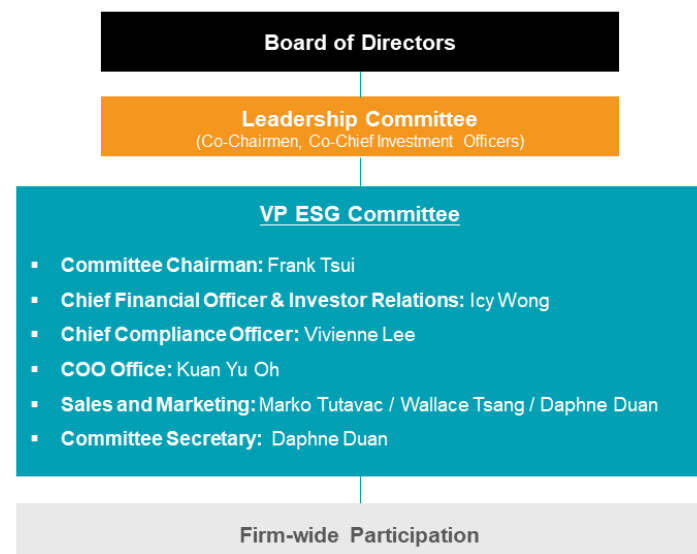 Board of Directors
Leadership Committee
(Co-Chairmen, Co-Chief Investment Officers)
VP ESG Committee
▪ Committee Chairman: Frank Tsui
▪ Chief Financial Officer & Investor Relations: Icy Wong
▪ Chief Compliance Officer: Vivienne Lee
▪ COO Office: Kuan Yu Oh
▪ Sales and Marketing: Marko Tutavac / Wallace Tsang / Daphne Duan
▪ Committee Secretary: Daphne Duan
Firm-wide Participation